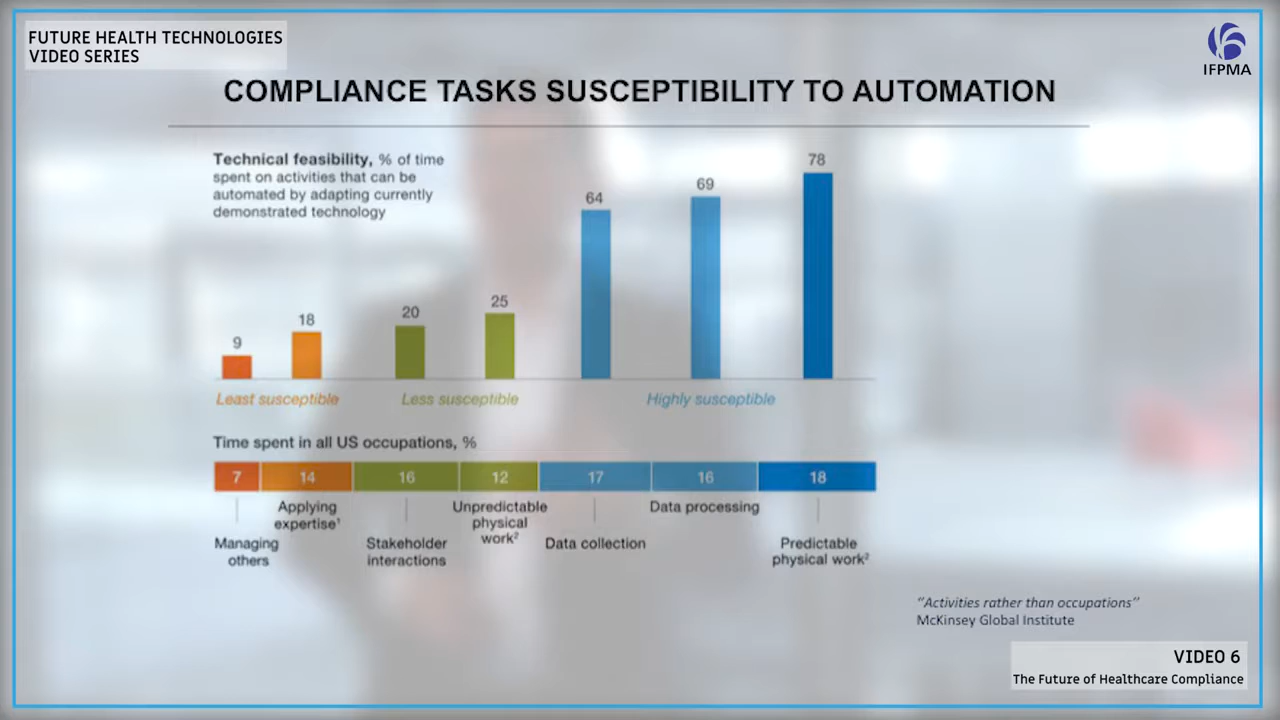 FUTURE HEALTH TECHNOLOGIES
VIDEO SERIES
IFPMA
COMPLIANCE TASKS SUSCEPTIBILITY TO AUTOMATION
Technical feasibility, % of time
spent on activities that can be
automated by adapting currently
demonstrated technology
9
18
20
25
64
69
78
Least susceptible
Less susceptible
Highly susceptible
Time spent in all US occupations, %
7
14
16
12
17
16
18
Managing
others
Applying
expertise¹
Stakeholder
interactions
Unpredictable
physical
work²
Data collection
Data processing
Predictable
physical work²
"Activities rather than occupations"
McKinsey Global Institute
VIDEO 6
The Future of Healthcare Compliance